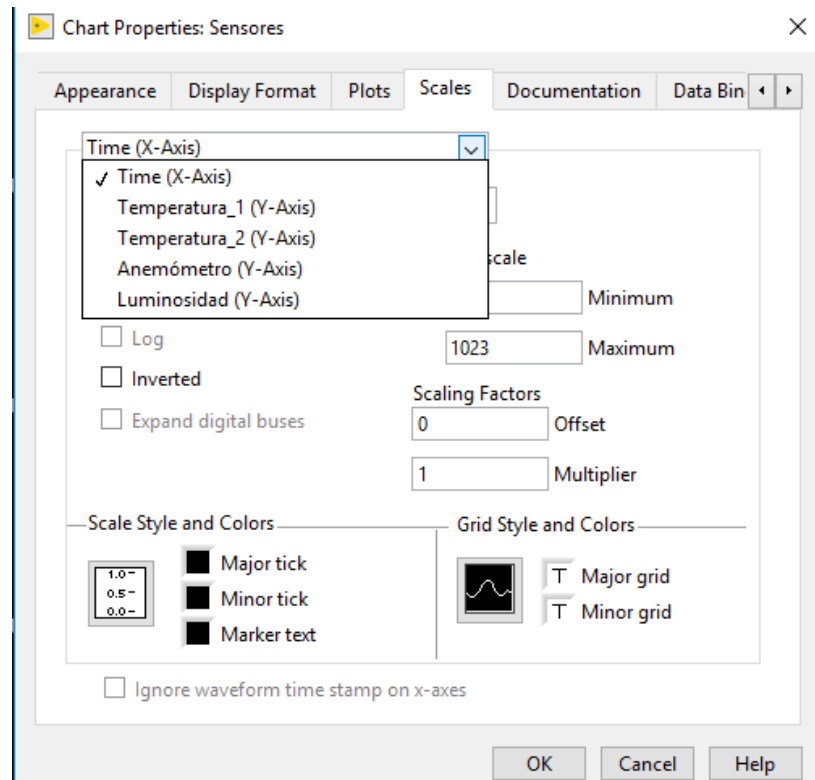 Chart Properties: Sensores
Appearance Display Format Plots Scales Documentation Data Bin
Time (X-Axis)
Time (X-Axis)
Temperatura_1 (Y-Axis)
Temperatura_2 (Y-Axis)
Anemómetro (Y-Axis)
Luminosidad (Y-Axis)
scale
Minimum
Log
1023 Maximum
Inverted
Scaling Factors
Expand digital buses
0 Offset
1 Multiplier
Scale Style and Colors
Grid Style and Colors
1.0
0.5
0.0
Major tick
Minor tick
Marker text
T Major grid
T Minor grid
Ignore waveform time stamp on x-axes
OK Cancel Help